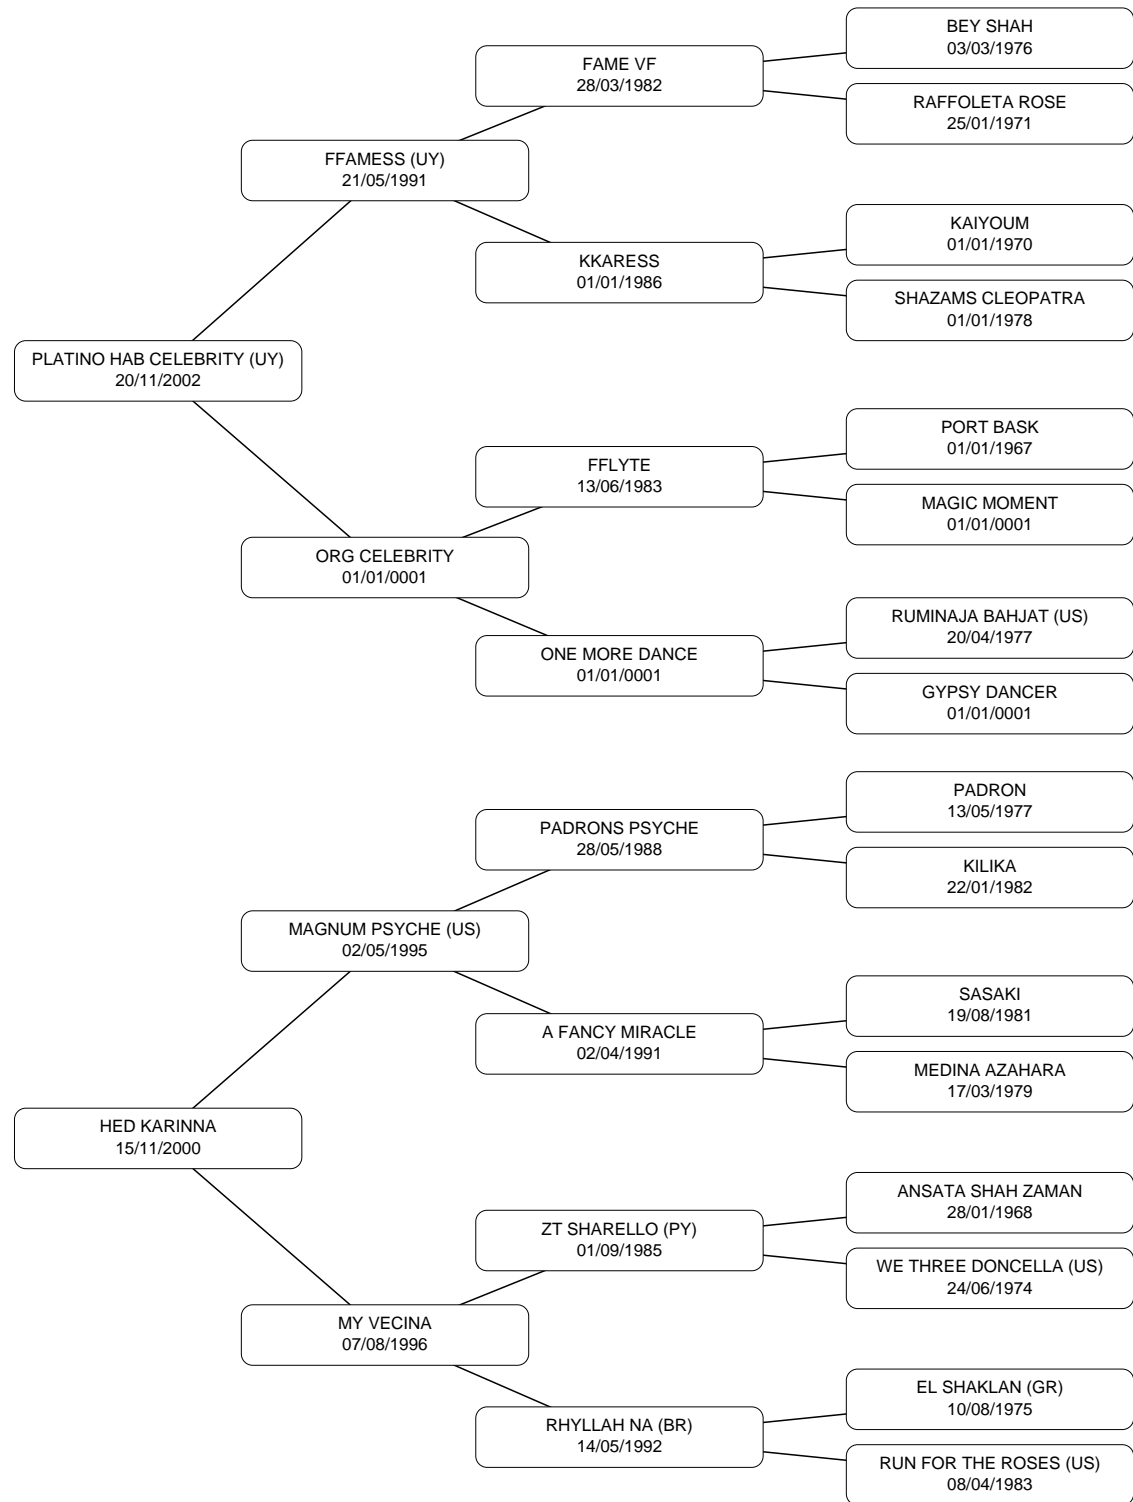 BEY SHAH
03/03/1976
FAME VF
28/03/1982
RAFFOLETA ROSE
25/01/1971
FFAMESS (UY)
21/05/1991
KAIYOUM
01/01/1970
KKARESS
01/01/1986
SHAZAMS CLEOPATRA
01/01/1978
PLATINO HAB CELEBRITY (UY)
20/11/2002
PORT BASK
01/01/1967
FFLYTE
13/06/1983
MAGIC MOMENT
01/01/0001
ORG CELEBRITY
01/01/0001
RUMINAJA BAHJAT (US)
20/04/1977
ONE MORE DANCE
01/01/0001
GYPSY DANCER
01/01/0001
PADRON
13/05/1977
PADRONS PSYCHE
28/05/1988
KILIKA
22/01/1982
MAGNUM PSYCHE (US)
02/05/1995
SASAKI
19/08/1981
A FANCY MIRACLE
02/04/1991
MEDINA AZAHARA
17/03/1979
HED KARINNA
15/11/2000
ANSATA SHAH ZAMAN
28/01/1968
ZT SHARELLO (PY)
01/09/1985
WE THREE DONCELLA (US)
24/06/1974
MY VECINA
07/08/1996
EL SHAKLAN (GR)
10/08/1975
RHYLLAH NA (BR)
14/05/1992
RUN FOR THE ROSES (US)
08/04/1983